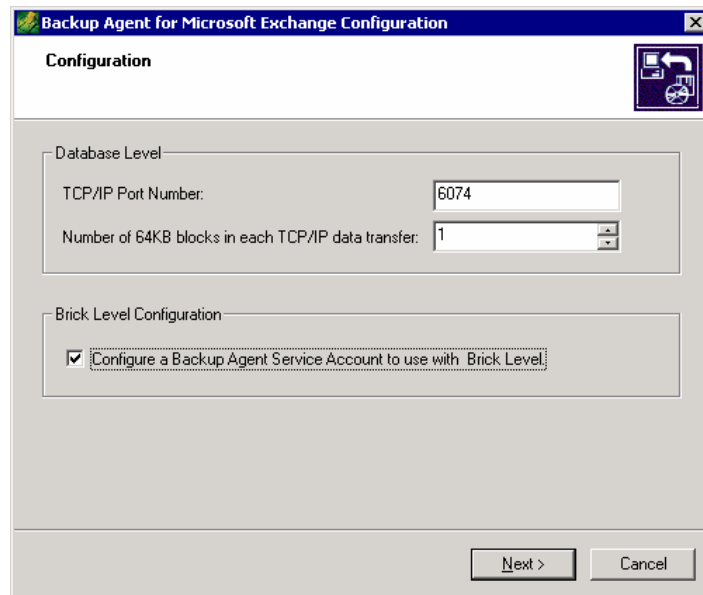 Backup Agent for Microsoft Exchange Configuration
Configuration
Database Level
TCP/IP Port Number:
6074
Number of 64KB blocks in each TCP/IP data transfer:
1
Brick Level Configuration
Configure a Backup Agent Service Account to use with  Brick Level.
Next >
Cancel